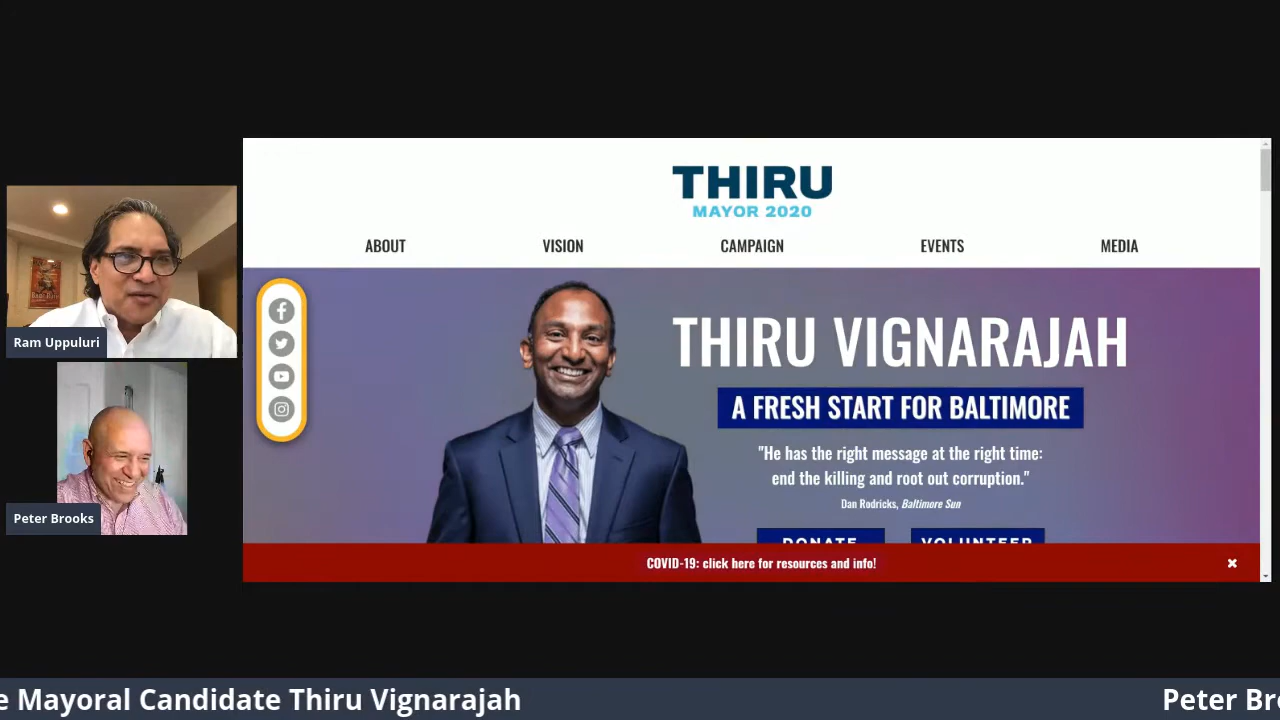 THIRU
MAYOR 2020
ABOUT VISION CAMPAIGN EVENTS MEDIA
THIRU VIGNARAJAH
A FRESH START FOR BALTIMORE
"He has the right message at the right time:
end the killing and root out corruption."
Dan Rodricks, Baltimore Sun
DONATE VOLUNTEER
COVID-19: click here for resources and info!
Ram Uppuluri
Peter Brooks
e Mayoral Candidate Thiru Vignarajah
Peter Bro